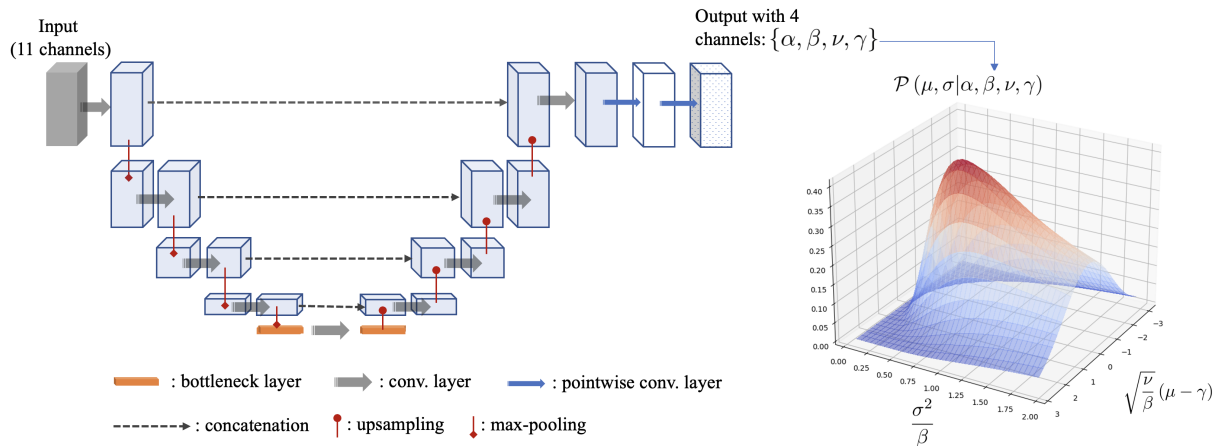 Input
(11 channels)
Output with 4
channels: {α, β, ν, γ}
𝒫 (μ, σ|α, β, ν, γ)
0.40
0.35
0.30
0.25
0.20
0.15
0.10
0.05
0.00
0.00
0.25
0.50
0.75
1.00
1.25
1.50
1.75
2.00
−3
−2
−1
0
1
2
3
σ²/β
√(ν/β) (μ − γ)
: bottleneck layer
: conv. layer
: pointwise conv. layer
: concatenation
: upsampling
: max-pooling